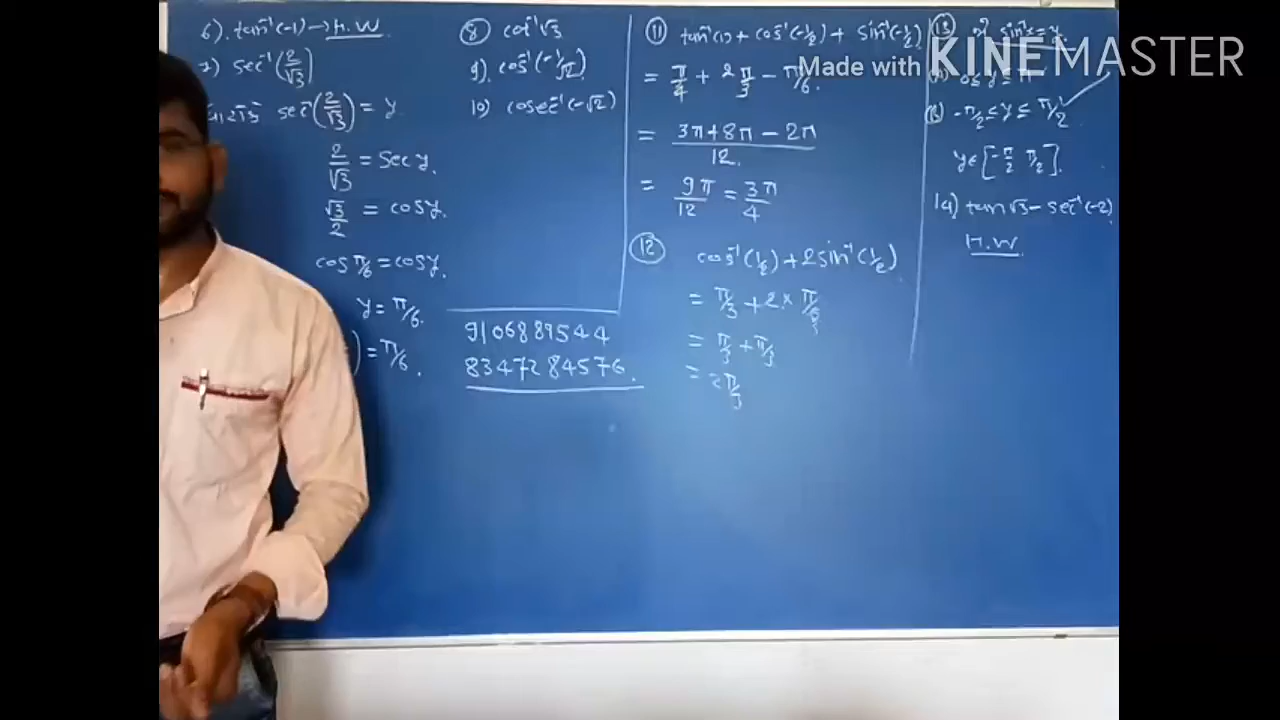 6). tan⁻¹(-1) → H.W
7) sec⁻¹(2/√3)
sec⁻¹(2/√3) = y
2/√3 = sec y.
√3/2 = cos y.
cos π/6 = cos y.
y = π/6.
) = π/6.
8) cot⁻¹√3
9). cos⁻¹(-1/√2)
10) cosec⁻¹(-√2)
9106889544
8347284576.
11) tan⁻¹(1) + cos⁻¹(-1/2) + sin⁻¹(-1/2)
= π/4 + 2π/3 - π/6.
= 3π+8π-2π/12.
= 9π/12 = 3π/4
12) cos⁻¹(1/2) + 2sin⁻¹(1/2)
= π/3 + 2 × π/6
= π/3 + π/3
= 2π/3
13) sin⁻¹x = y.
0 ≤ y ≤ π
(B) -π/2 ≤ y ≤ π/2
y ∈ [-π/2 π/2].
14) tan⁻¹√3 - sec⁻¹(-2)
H.W
Made with KINEMASTER